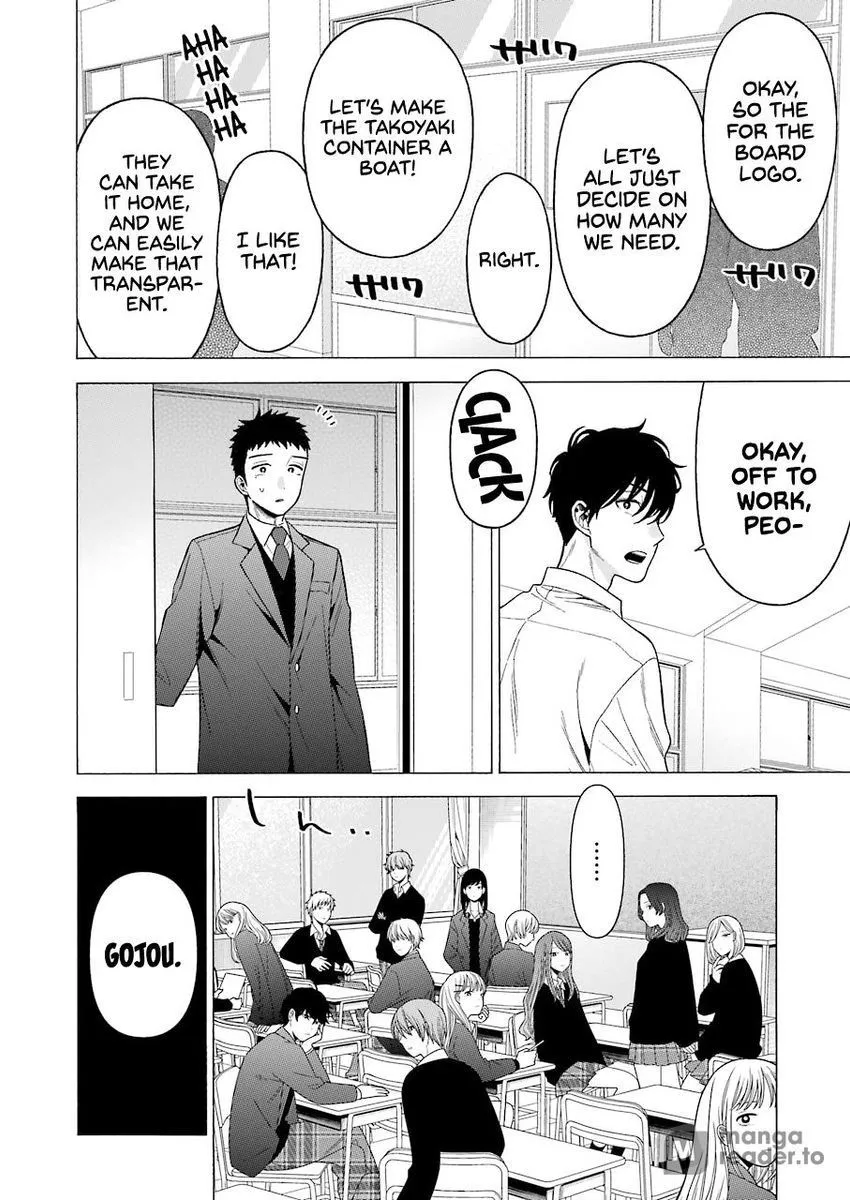 OKAY,
SO THE
FOR THE
BOARD
LOGO.
LET'S
ALL JUST
DECIDE ON
HOW MANY
WE NEED.
RIGHT.
LET'S MAKE
THE TAKOYAKI
CONTAINER A
BOAT!
I LIKE
THAT!
THEY
CAN TAKE
IT HOME,
AND WE
CAN EASILY
MAKE THAT
TRANSPAR-
ENT.
AHA
HA
HA
HA
ザパワ
ザパワ
ザパワ
OKAY,
OFF TO
WORK,
PEO-
CLACK
......
しん..
GOJOU.
manga
reader.to